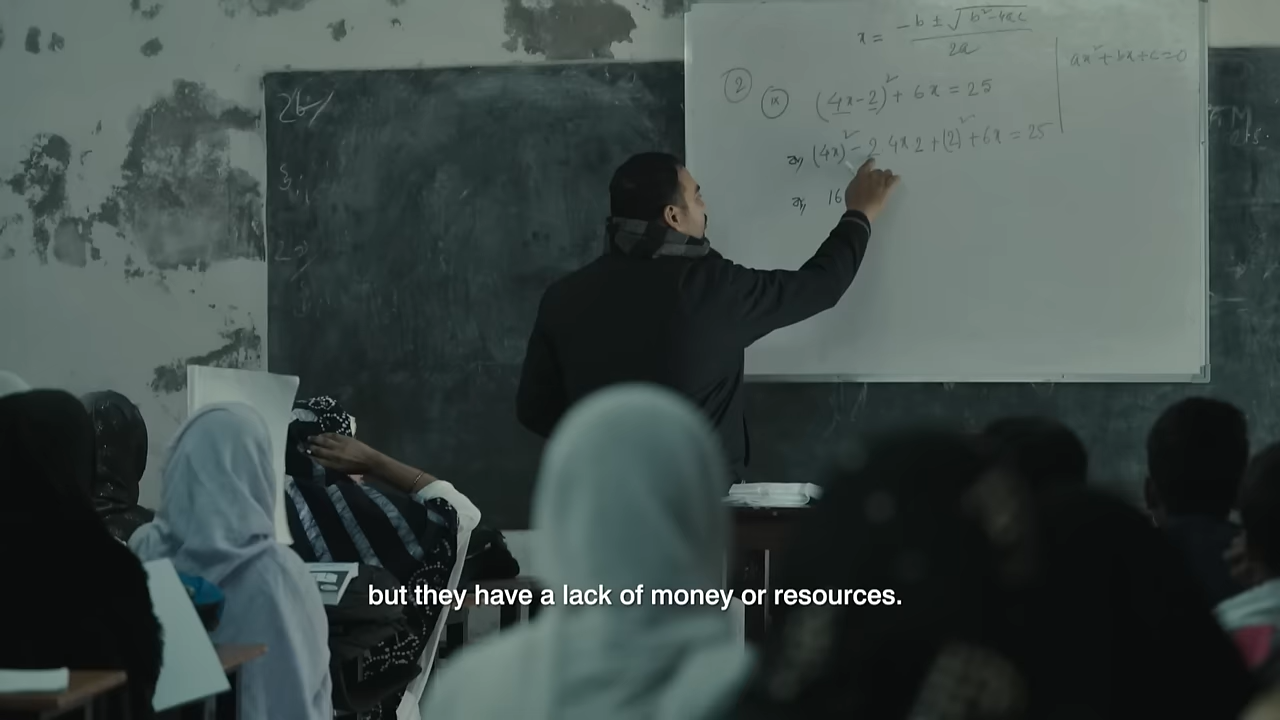 x = -b ± √b²-4ac / 2a
ax² + bx + c = 0
2 ix (4x-2)² + 6x = 25
(4x)² - 2 4x 2 + (2)² + 6x = 25
16
but they have a lack of money or resources.